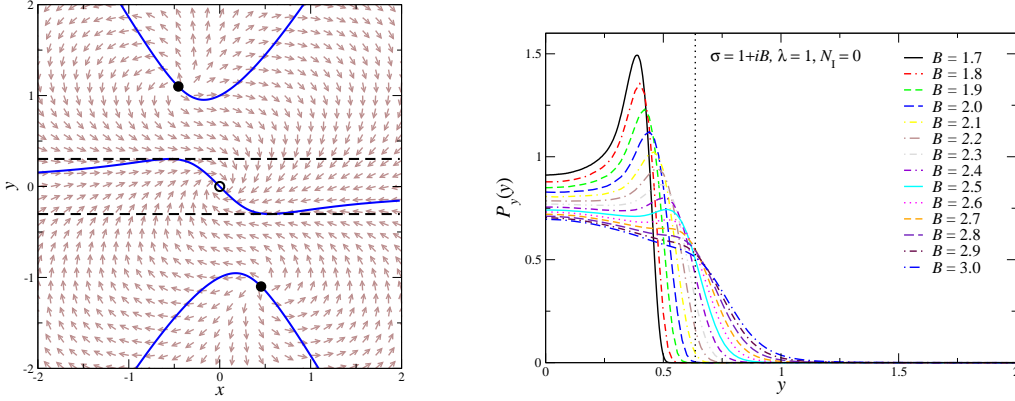 2
1
0
-1
-2
y
-2
-1
0
1
2
x
1.5
1.0
0.5
0
P_y(y)
0
0.5
1
1.5
2
y
σ = 1+iB, λ = 1, N_I = 0
B = 1.7
B = 1.8
B = 1.9
B = 2.0
B = 2.1
B = 2.2
B = 2.3
B = 2.4
B = 2.5
B = 2.6
B = 2.7
B = 2.8
B = 2.9
B = 3.0